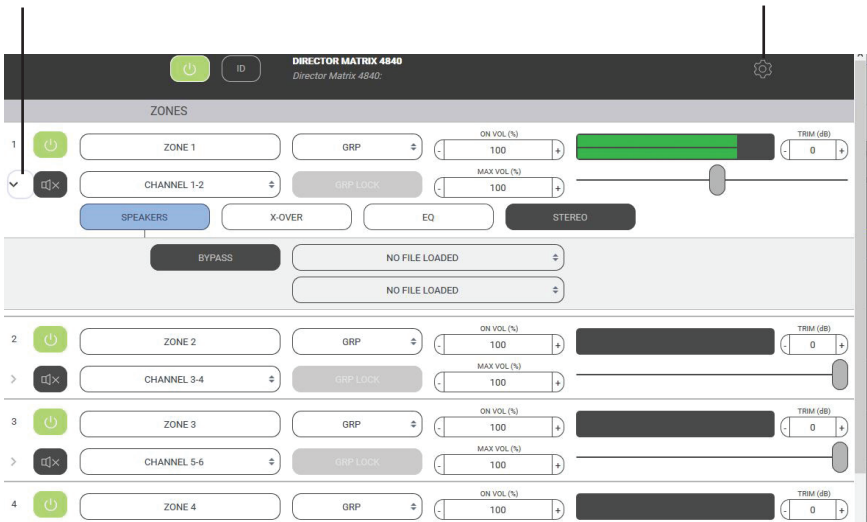 ID
DIRECTOR MATRIX 4840
Director Matrix 4840:
ZONES
1 ZONE 1 GRP ON VOL (%) - 100 + TRIM (dB) - 0 +
CHANNEL 1-2 GRP LOCK MAX VOL (%) - 100 +
SPEAKERS X-OVER EQ STEREO
BYPASS NO FILE LOADED
NO FILE LOADED
2 ZONE 2 GRP ON VOL (%) - 100 + TRIM (dB) - 0 +
CHANNEL 3-4 GRP LOCK MAX VOL (%) - 100 +
3 ZONE 3 GRP ON VOL (%) - 100 + TRIM (dB) - 0 +
CHANNEL 5-6 GRP LOCK MAX VOL (%) - 100 +
4 ZONE 4 GRP ON VOL (%) - 100 + TRIM (dB) - 0 +